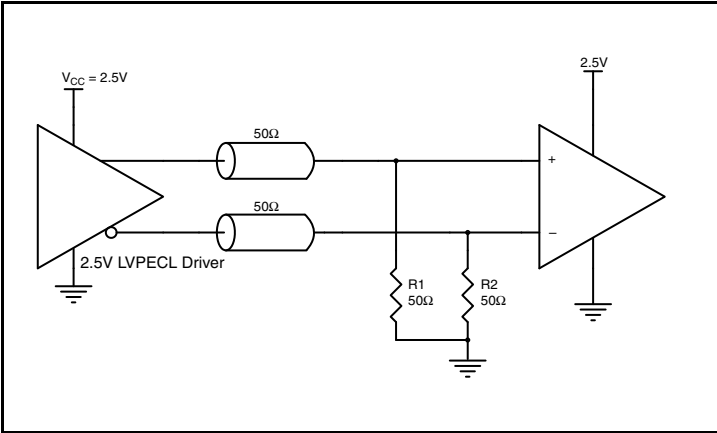 V_CC = 2.5V
2.5V
50Ω
50Ω
+
−
2.5V LVPECL Driver
R1
50Ω
R2
50Ω